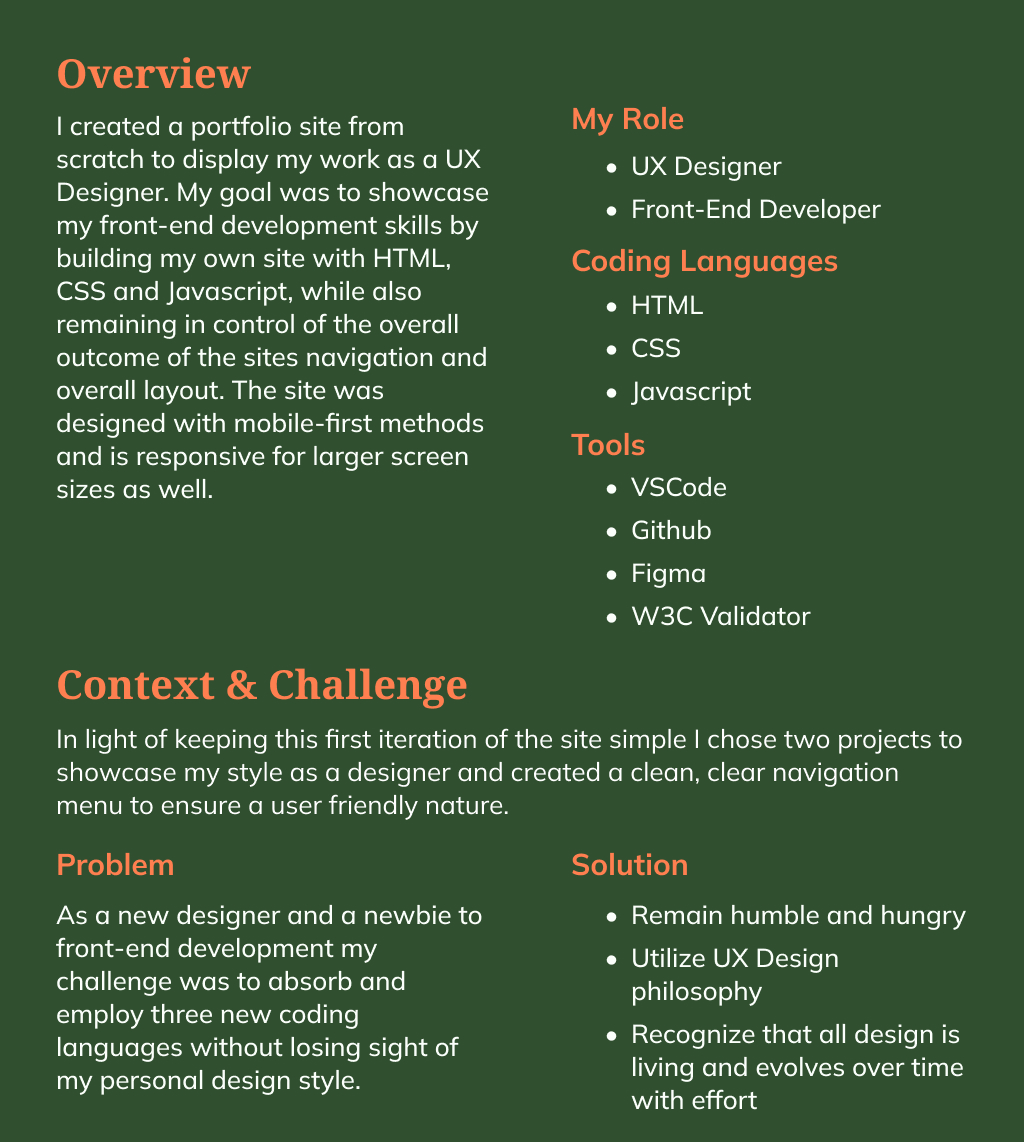 Overview
I created a portfolio site from
scratch to display my work as a UX
Designer. My goal was to showcase
my front-end development skills by
building my own site with HTML,
CSS and Javascript, while also
remaining in control of the overall
outcome of the sites navigation and
overall layout. The site was
designed with mobile-first methods
and is responsive for larger screen
sizes as well.
My Role
• UX Designer
• Front-End Developer
Coding Languages
• HTML
• CSS
• Javascript
Tools
• VSCode
• Github
• Figma
• W3C Validator
Context & Challenge
In light of keeping this first iteration of the site simple I chose two projects to
showcase my style as a designer and created a clean, clear navigation
menu to ensure a user friendly nature.
Problem
As a new designer and a newbie to
front-end development my
challenge was to absorb and
employ three new coding
languages without losing sight of
my personal design style.
Solution
• Remain humble and hungry
• Utilize UX Design
philosophy
• Recognize that all design is
living and evolves over time
with effort